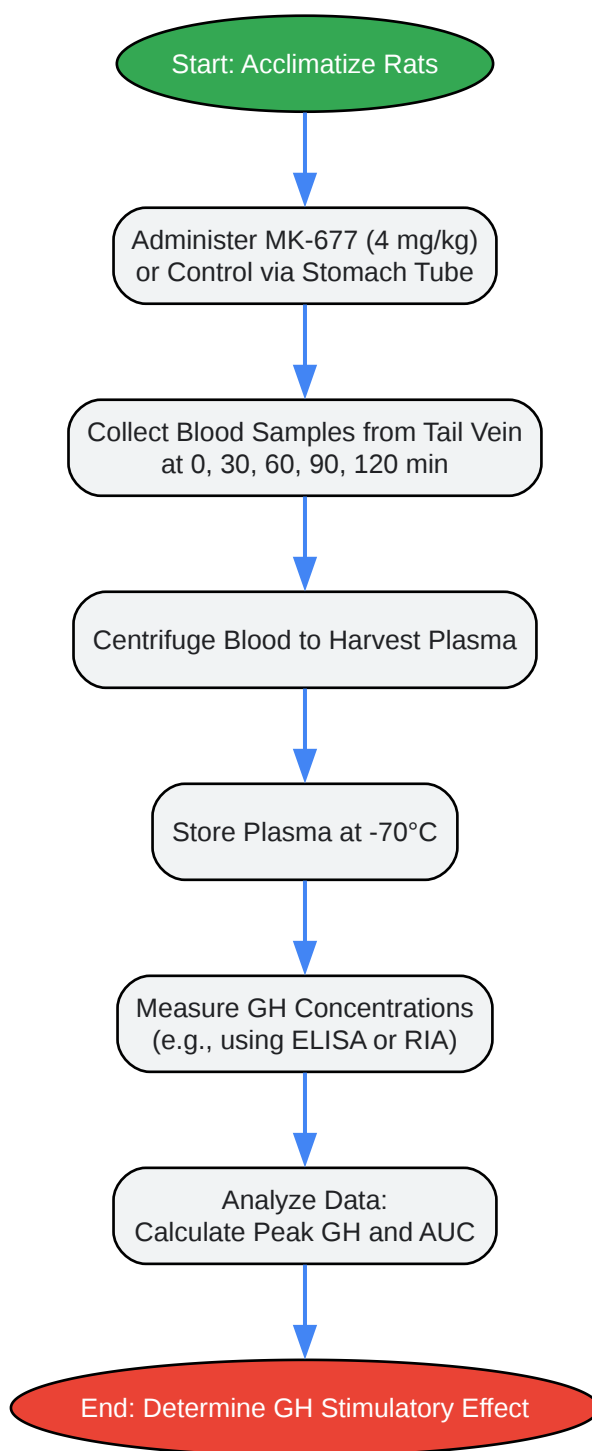 Start: Acclimatize Rats
Administer MK-677 (4 mg/kg)
or Control via Stomach Tube
Collect Blood Samples from Tail Vein
at 0, 30, 60, 90, 120 min
Centrifuge Blood to Harvest Plasma
Store Plasma at -70°C
Measure GH Concentrations
(e.g., using ELISA or RIA)
Analyze Data:
Calculate Peak GH and AUC
End: Determine GH Stimulatory Effect